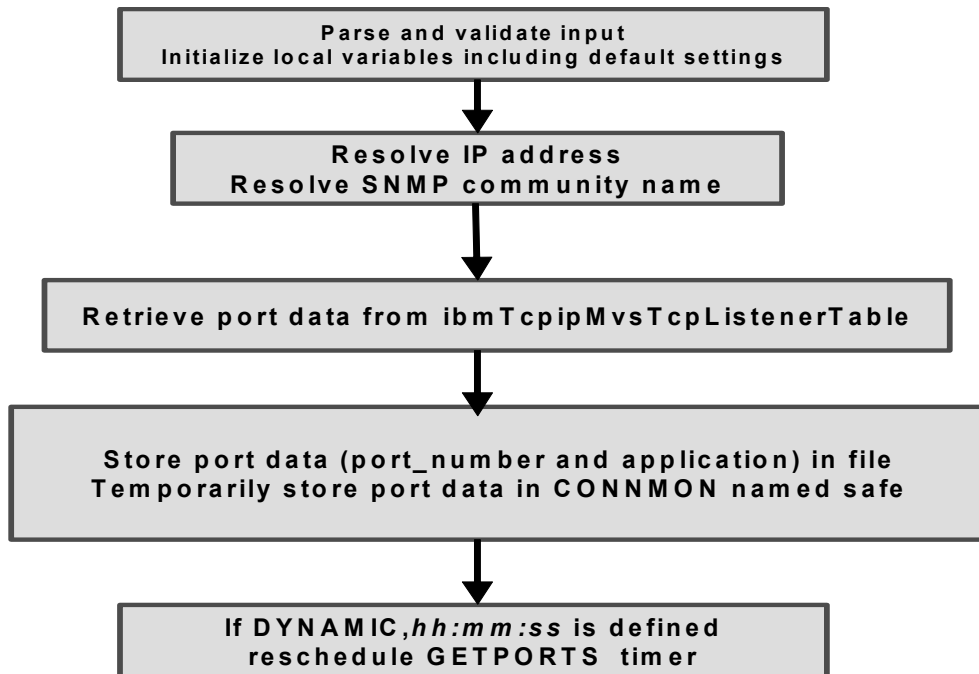 Parse and validate input
Initialize local variables including default settings
Resolve IP address
Resolve SNMP community name
Retrieve port data from ibmTcpipMvsTcpListenerTable
Store port data (port_number and application) in file
Temporarily store port data in CONNMON named safe
If DYNAMIC,hh:mm:ss is defined
reschedule GETPORTS timer